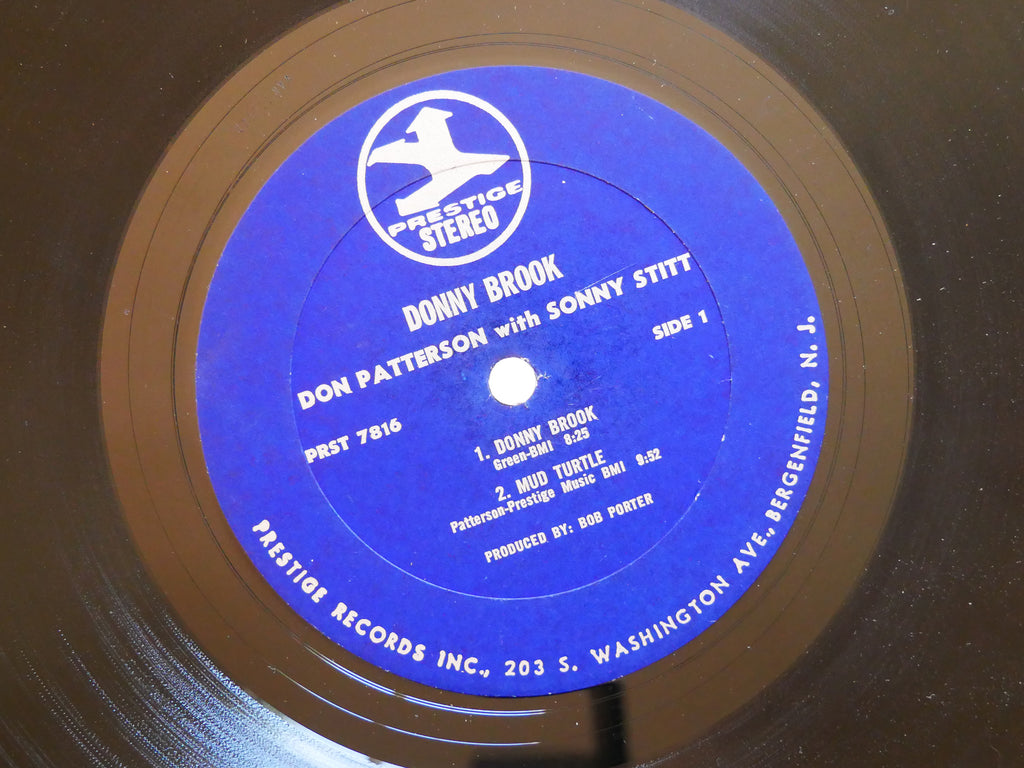 PRESTIGE
STEREO
DONNY BROOK
DON PATTERSON with SONNY STITT
SIDE 1
PRST 7816
1. DONNY BROOK
Green-BMI 8:25
2. MUD TURTLE
Patterson-Prestige Music BMI 9:52
PRODUCED BY: BOB PORTER
PRESTIGE RECORDS INC., 203 S. WASHINGTON AVE., BERGENFIELD, N. J.